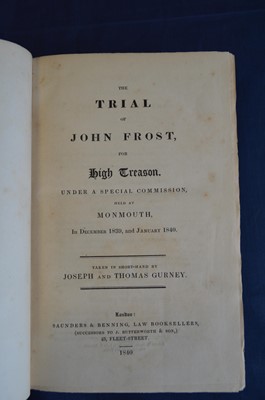 THE
TRIAL
OF
JOHN FROST,
FOR
High Treason.
UNDER A SPECIAL COMMISSION,
HELD AT
MONMOUTH,
In December 1839, and January 1840.
TAKEN IN SHORT-HAND BY
JOSEPH AND THOMAS GURNEY.
London:
SAUNDERS & BENNING, LAW BOOKSELLERS,
(SUCCESSORS TO J. BUTTERWORTH & SON,)
43, FLEET-STREET.
1840